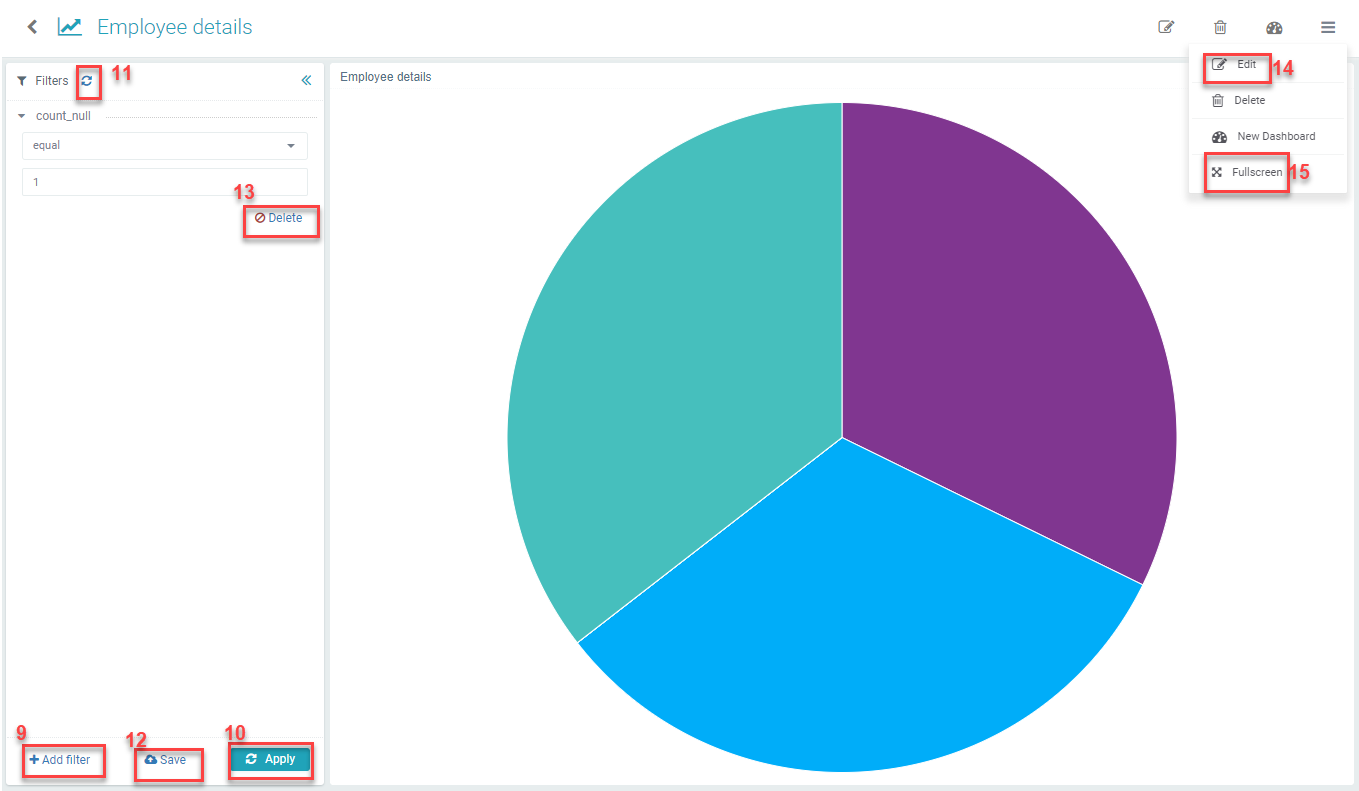 Employee details
Filters 11
Employee details
Edit 14
Delete
New Dashboard
Fullscreen 15
count_null
equal
1
13
Delete
9
12
10
Add filter
Save
Apply